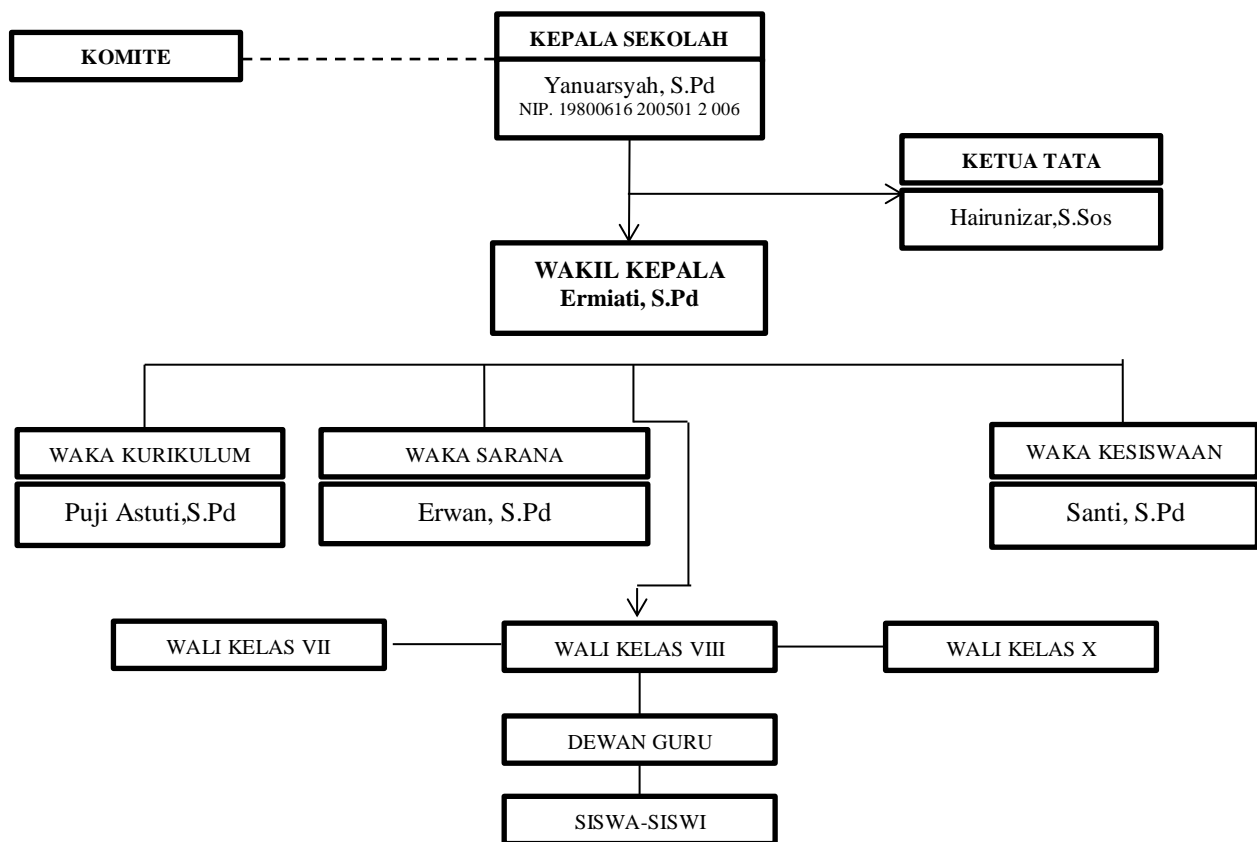 KOMITE
KEPALA SEKOLAH
Yanuarsyah, S.Pd
NIP. 19800616 200501 2 006
KETUA TATA
Hairunizar,S.Sos
WAKIL KEPALA
Ermiati, S.Pd
WAKA KURIKULUM
Puji Astuti,S.Pd
WAKA SARANA
Erwan, S.Pd
WAKA KESISWAAN
Santi, S.Pd
WALI KELAS VII
WALI KELAS VIII
WALI KELAS X
DEWAN GURU
SISWA-SISWI